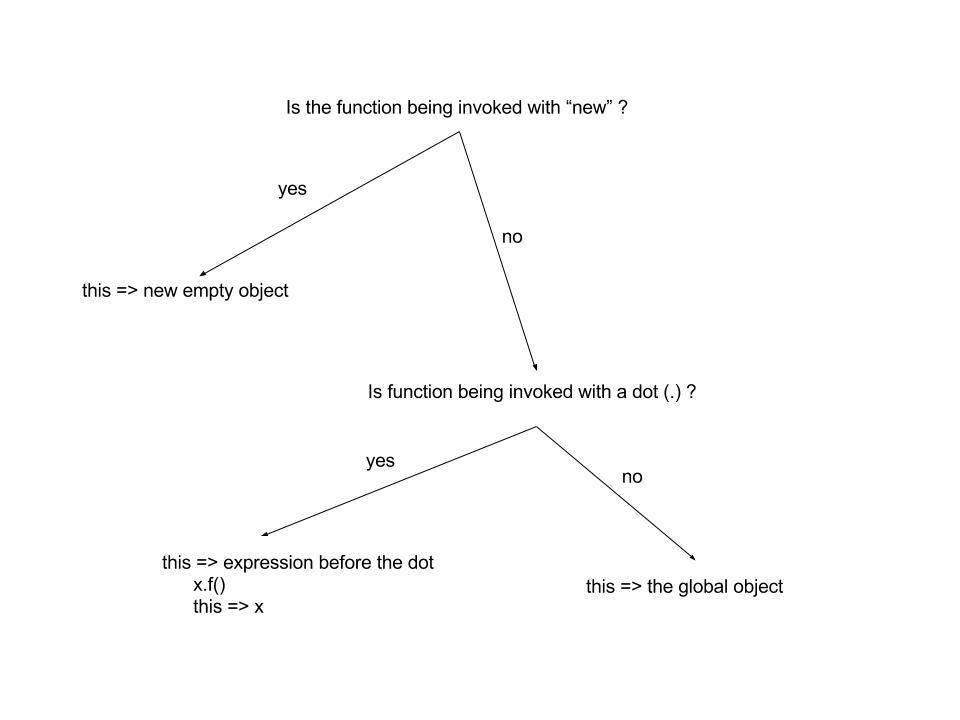 Is the function being invoked with “new” ?
yes
no
this => new empty object
Is function being invoked with a dot (.) ?
yes
no
this => expression before the dot
x.f()
this => x
this => the global object